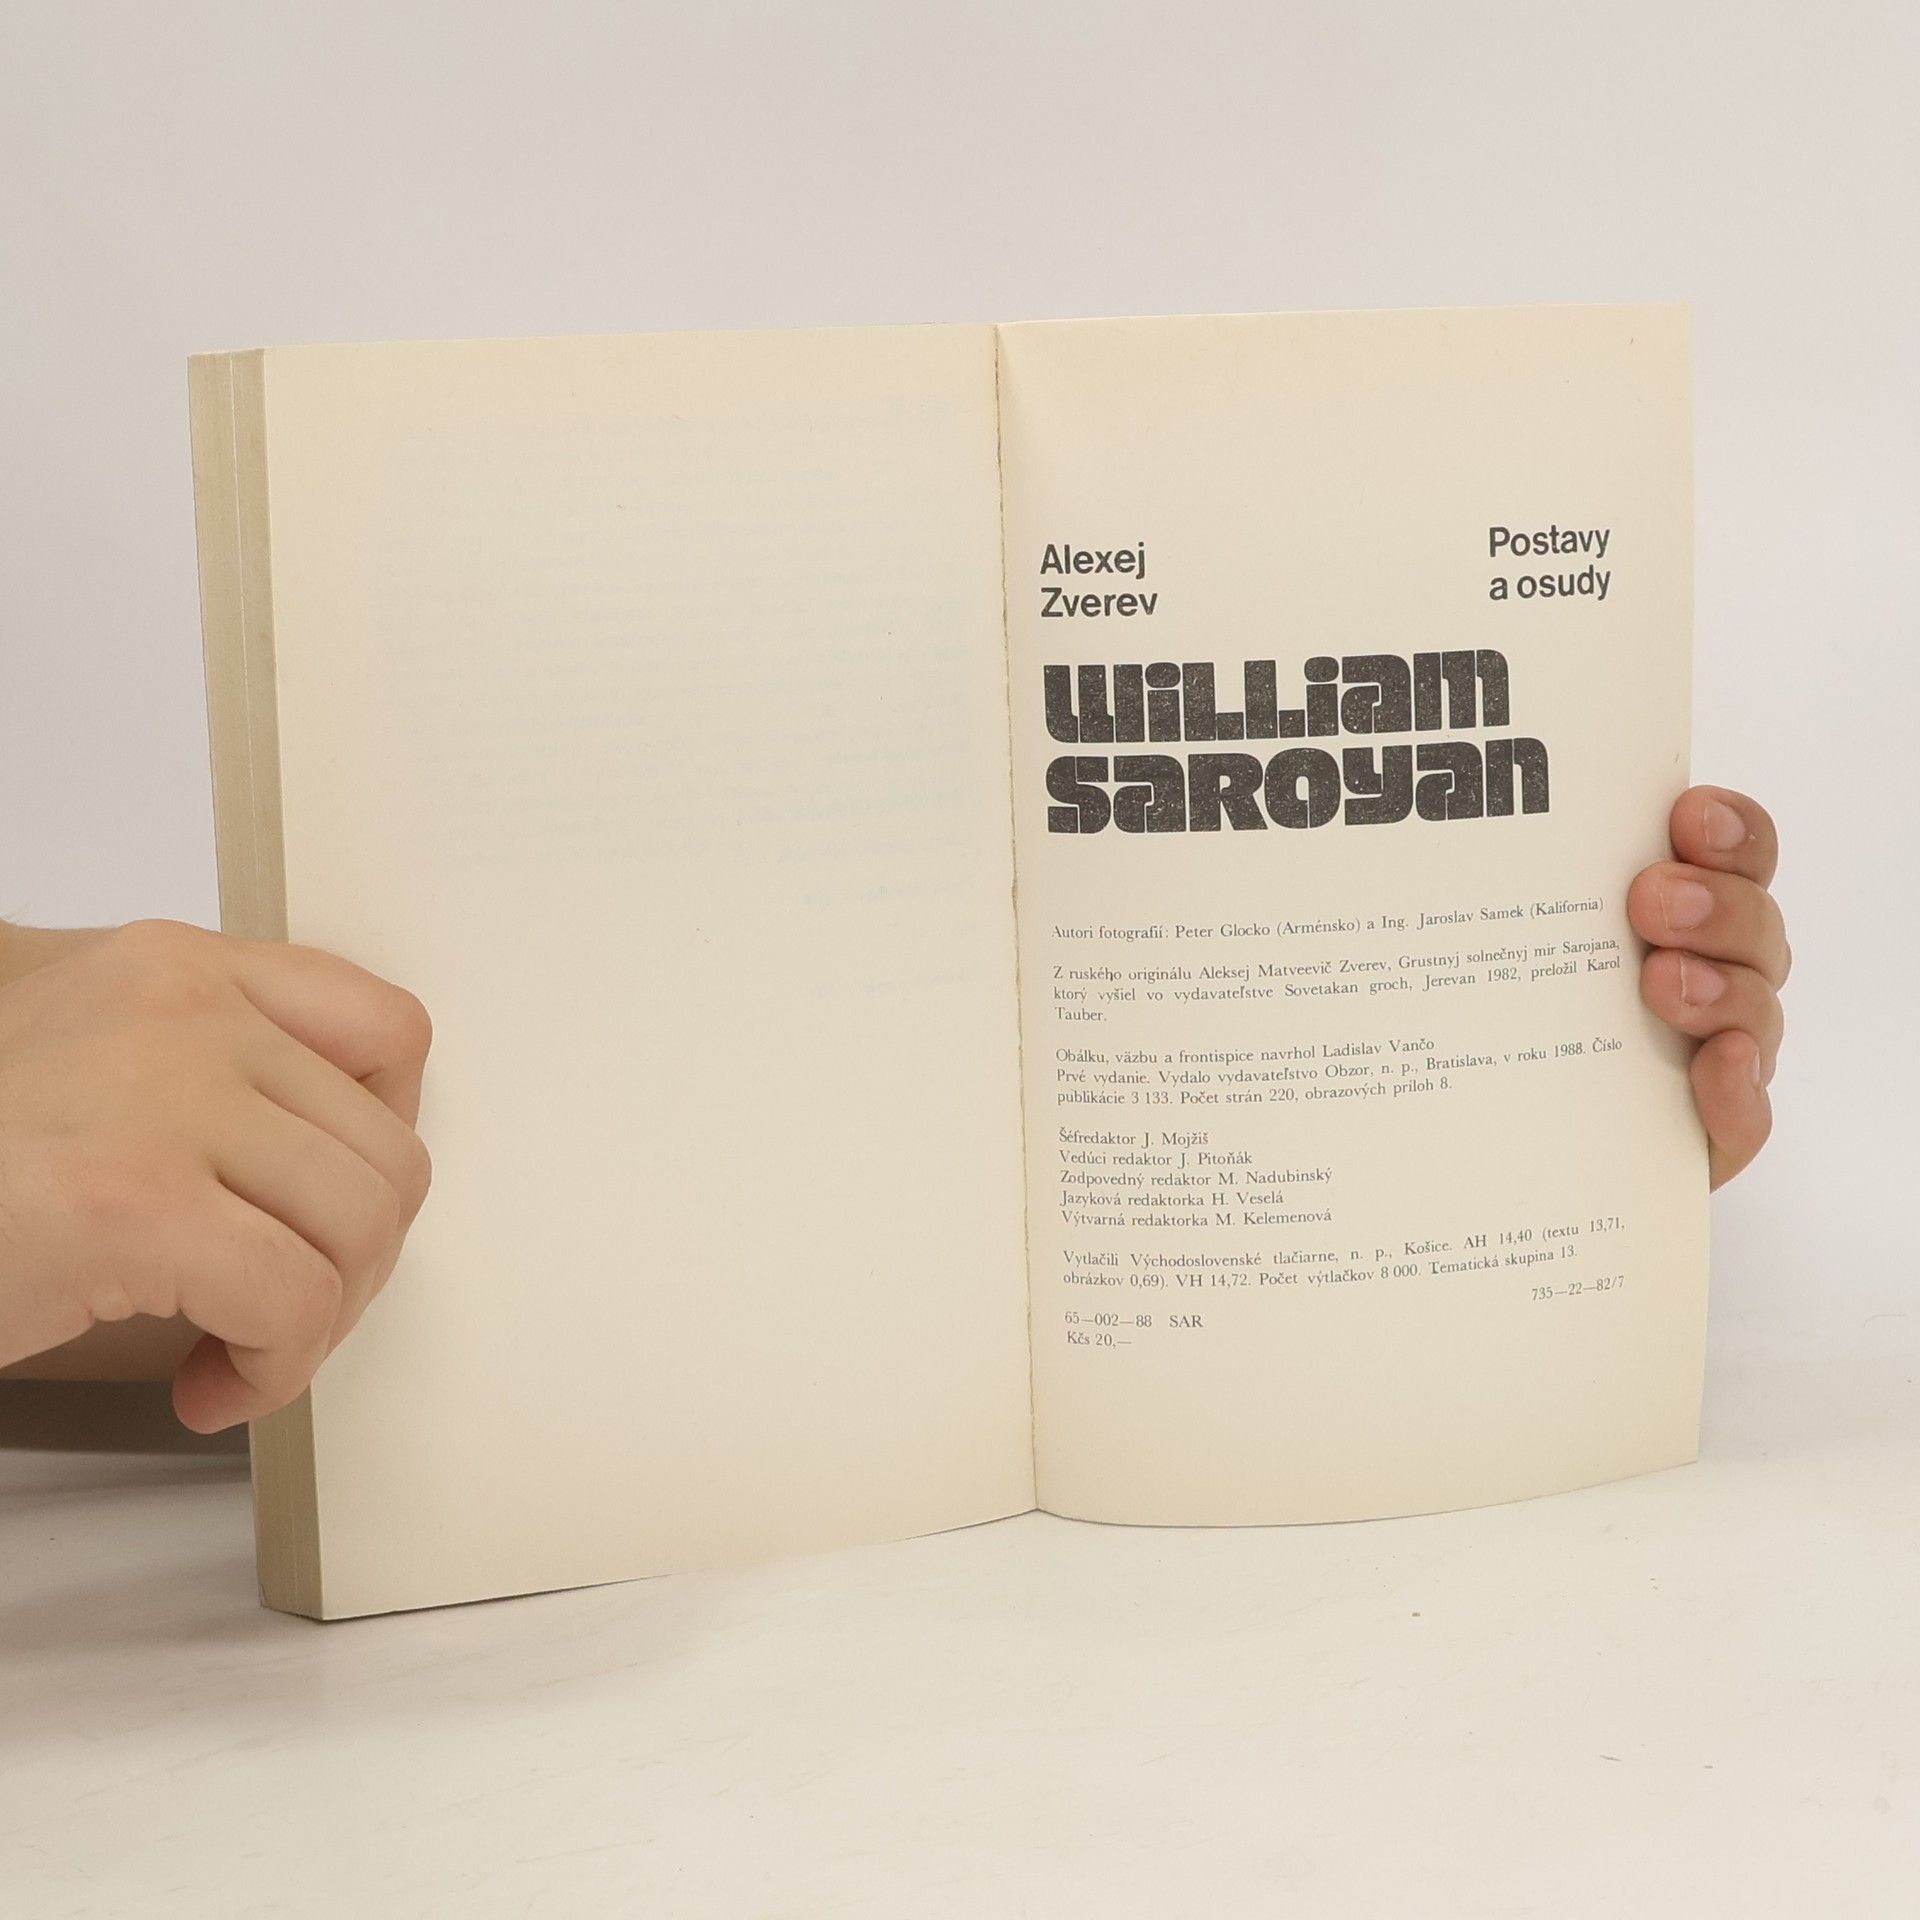 Alexej
Zverev
Postavy
a osudy
WILLIAM
SAROYAN
Autori fotografií: Peter Glocko (Arménsko) a Ing. Jaroslav Samek (Kalifornia)
Z ruského originálu Aleksej Matveevič Zverev, Grustnyj solnečnyj mir Sarojana,
ktorý vyšiel vo vydavateľstve Sovetakan groch, Jerevan 1982, preložil Karol
Tauber.
Obálku, väzbu a frontispice navrhol Ladislav Vančo
Prvé vydanie. Vydalo vydavateľstvo Obzor, n. p., Bratislava, v roku 1988. Číslo
publikácie 3 133. Počet strán 220, obrazových príloh 8.
Šéfredaktor J. Mojžiš
Vedúci redaktor J. Pitoňák
Zodpovedný redaktor M. Nadubinský
Jazyková redaktorka H. Veselá
Výtvarná redaktorka M. Kelemenová
Vytlačili Východoslovenské tlačiarne, n. p., Košice. AH 14,40 (textu 13,71,
obrázkov 0,69). VH 14,72. Počet výtlačkov 8 000. Tematická skupina 13.
735—22—82/7
65—002—88 SAR
Kčs 20,—